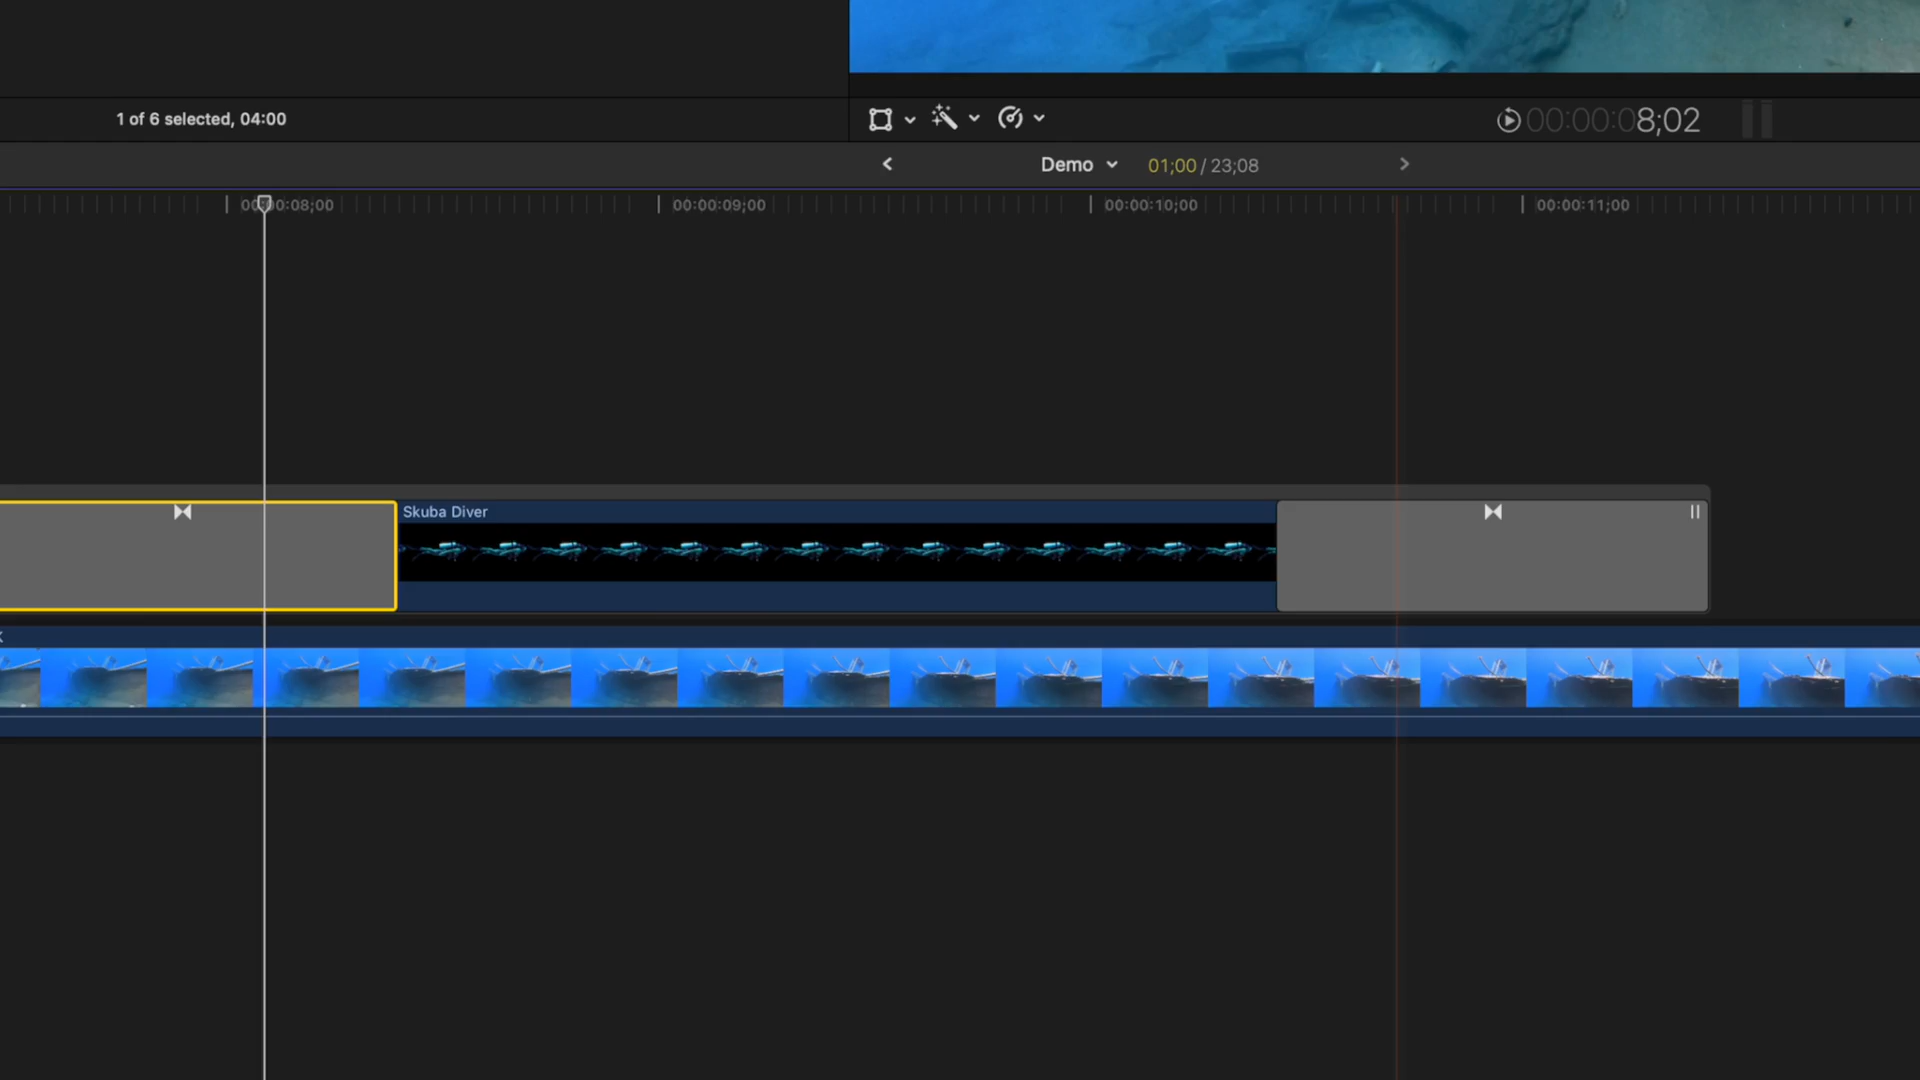 1 of 6 selected, 04:00
00:00:08;02
Demo 01;00 / 23;08
00:00:08;00
00:00:09;00
00:00:10;00
00:00:11;00
Skuba Diver